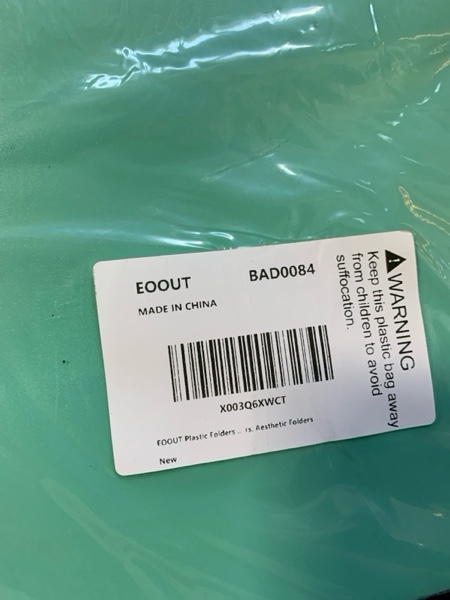 EOOUT BAD0084
MADE IN CHINA
X003Q6XWCT
EOOUT Plastic Folders ... rs, Aesthetic Folders
New
WARNING
Keep this plastic bag away
from children to avoid
suffocation.